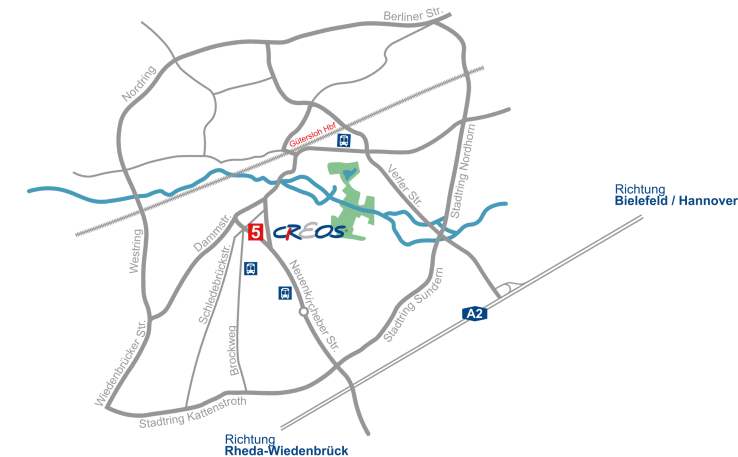 Berliner Str.
Nordring
Gütersloh Hbf
Stadtring Nordhorn
Verler Str.
Richtung
Bielefeld / Hannover
Dammstr.
5
CREOS
Westring
Schledebrückstr.
Neuenkircheber Str.
Stadtring Sundern
A2
Wiedenbrücker Str.
Brockweg
Stadtring Kattenstroth
Richtung
Rheda-Wiedenbrück